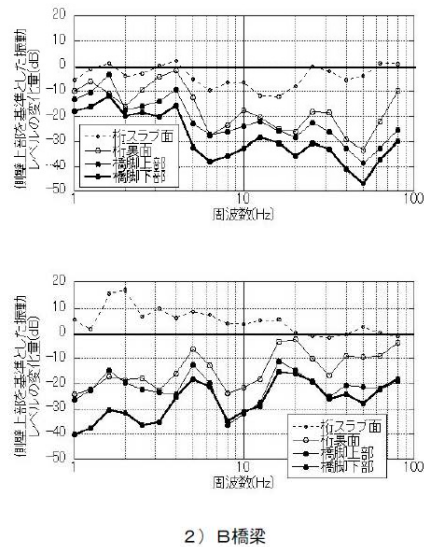 側壁上部を基準とした振動
レベルの変化量(dB)
20
10
0
-10
-20
-30
-40
-50
桁スラブ面
桁裏面
橋脚上部
橋脚下部
1
10
100
周波数(Hz)
側壁上部を基準とした振動
レベルの変化量(dB)
20
10
0
-10
-20
-30
-40
-50
桁スラブ面
桁裏面
橋脚上部
橋脚下部
1
10
100
周波数(Hz)
2）B橋梁